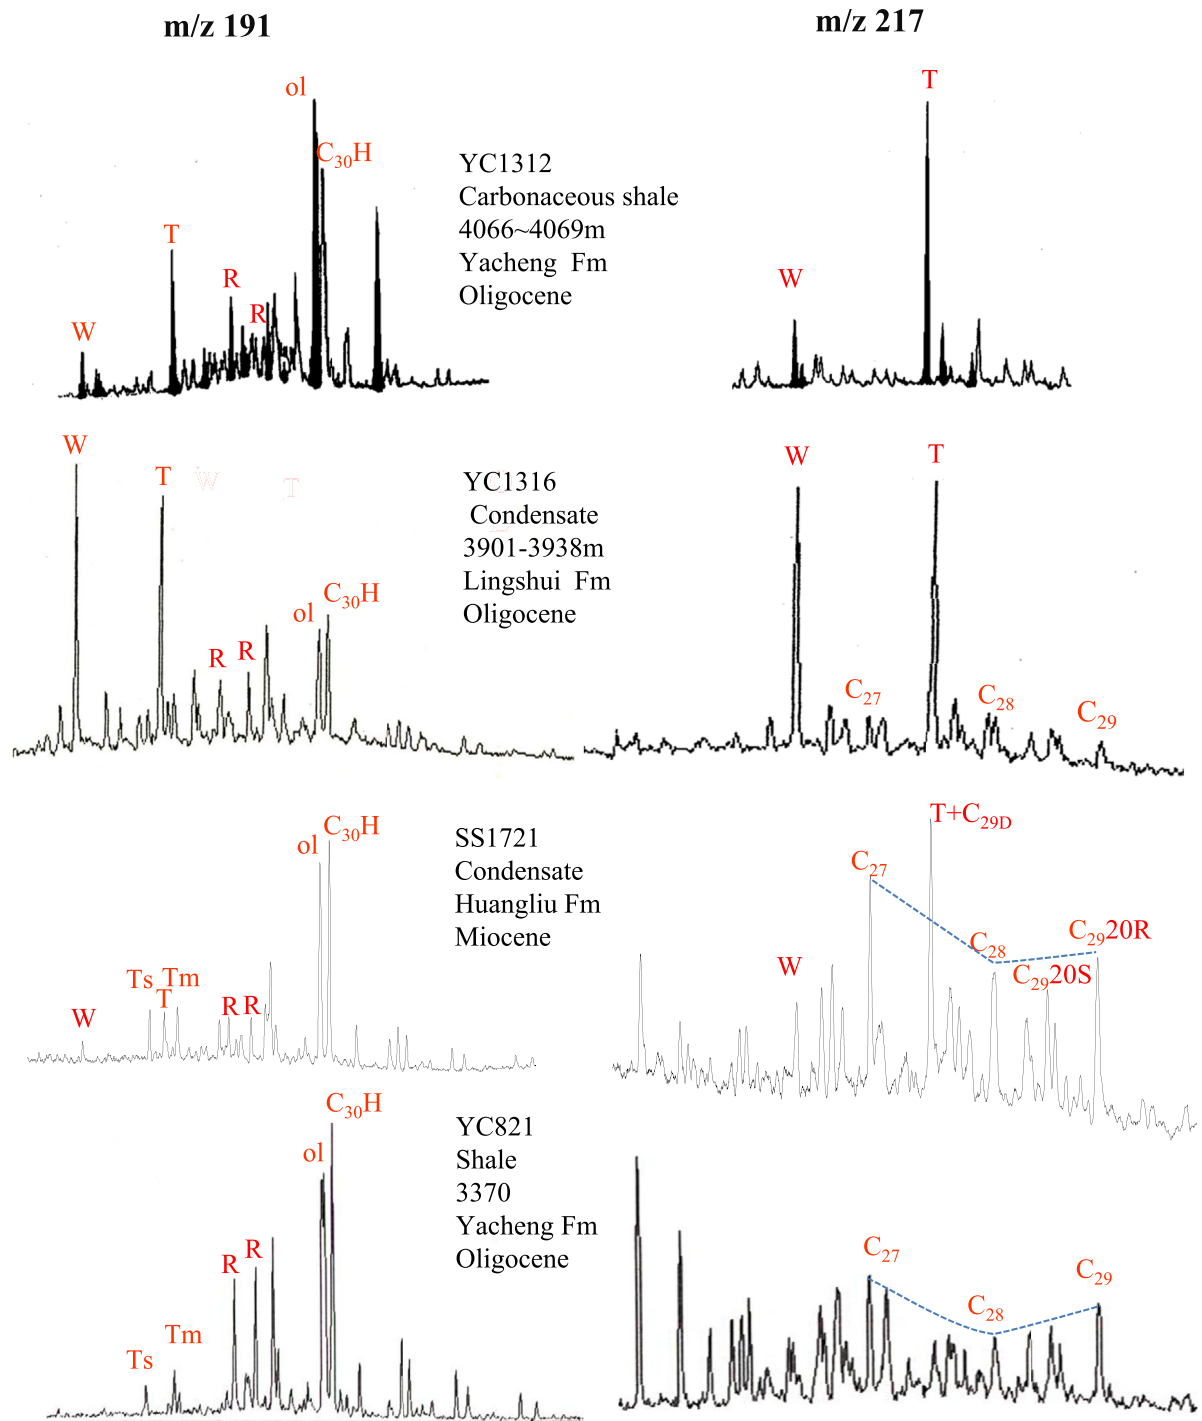 m/z 191
m/z 217
ol
C30H
T
R
R
W
YC1312
Carbonaceous shale
4066~4069m
Yacheng Fm
Oligocene
T
W
W
T
W
T
R
R
ol
C30H
YC1316
Condensate
3901-3938m
Lingshui Fm
Oligocene
W
T
C27
C28
C29
ol
C30H
Ts
Tm
T
W
R
R
SS1721
Condensate
Huangliu Fm
Miocene
T+C29D
C27
W
C28
C2920R
C2920S
C30H
ol
R
R
Tm
Ts
YC821
Shale
3370
Yacheng Fm
Oligocene
C27
C28
C29